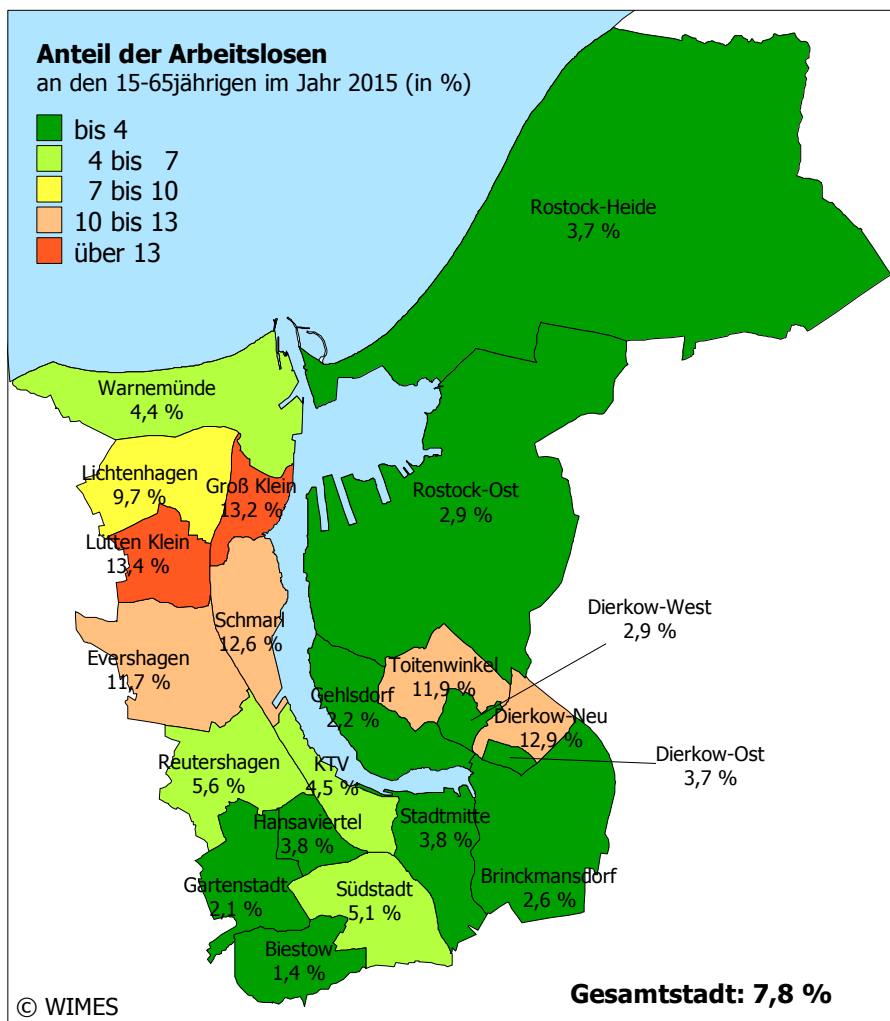 Anteil der Arbeitslosen
an den 15-65jährigen im Jahr 2015 (in %)
bis 4
4 bis 7
7 bis 10
10 bis 13
über 13
Rostock-Heide
3,7 %
Warnemünde
4,4 %
Lichtenhagen
9,7 %
Groß Klein
13,2 %
Rostock-Ost
2,9 %
Lütten Klein
13,4 %
Schmarl
12,6 %
Dierkow-West
2,9 %
Evershagen
11,7 %
Toitenwinkel
11,9 %
Gehlsdorf
2,2 %
Dierkow-Neu
12,9 %
Dierkow-Ost
3,7 %
Reutershagen
5,6 %
KTV
4,5 %
Hansaviertel
3,8 %
Stadtmitte
3,8 %
Gartenstadt
2,1 %
Südstadt
5,1 %
Brinckmansdorf
2,6 %
Biestow
1,4 %
Gesamtstadt: 7,8 %
© WIMES